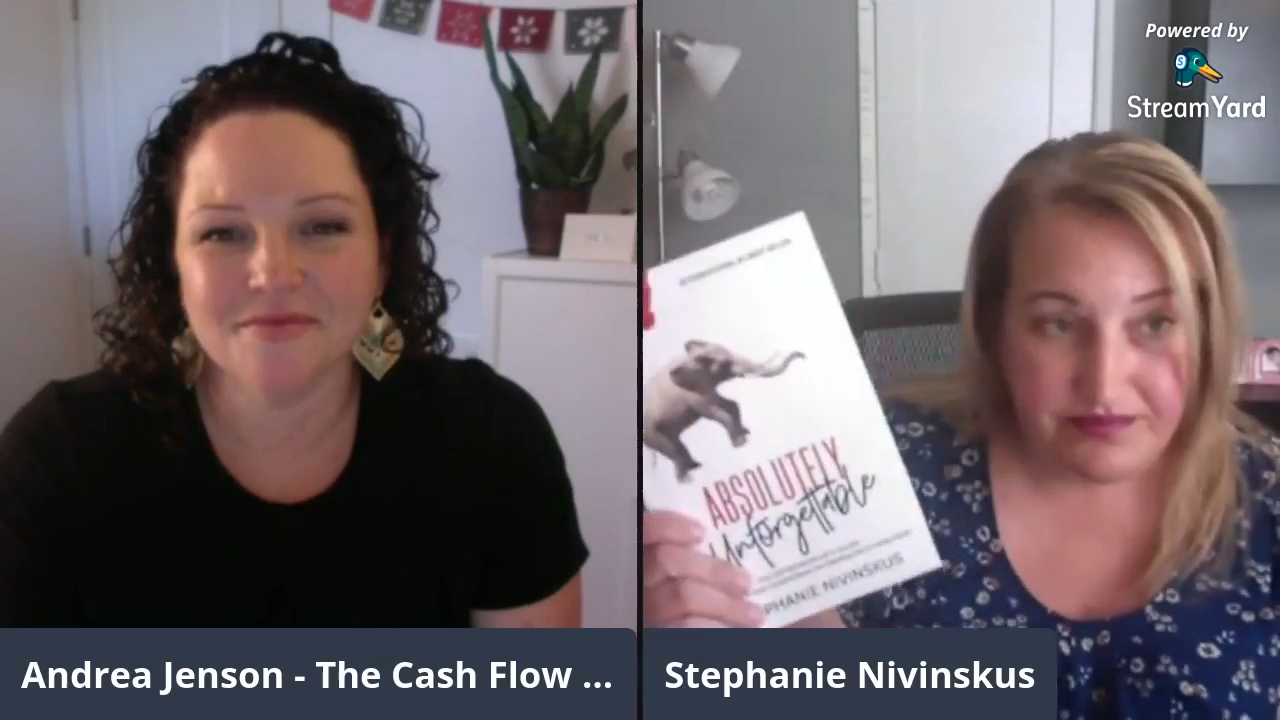 Powered by
StreamYard
ABSOLUTELY
Unforgettable
PHANIE NIVINSKUS
Andrea Jenson - The Cash Flow ...
Stephanie Nivinskus